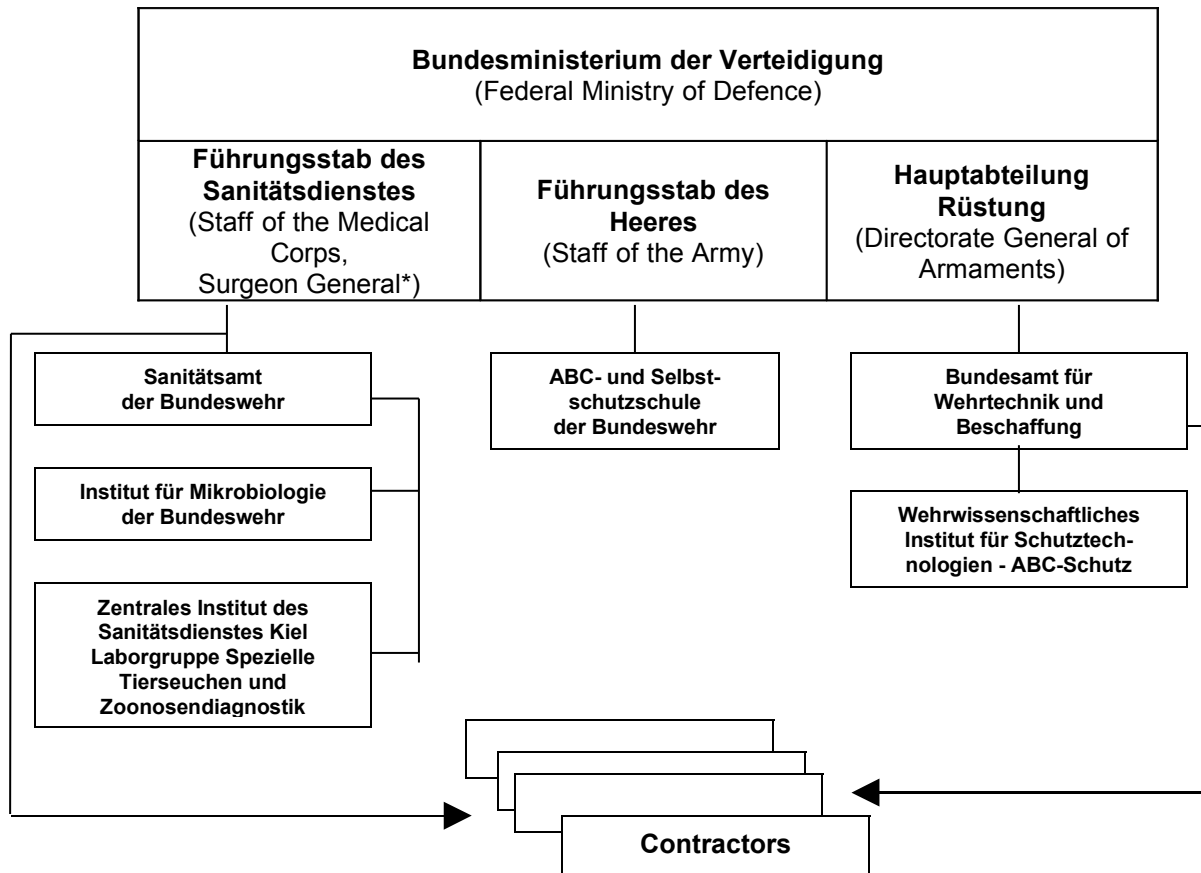 Bundesministerium der Verteidigung
(Federal Ministry of Defence)
Führungsstab des
Sanitätsdienstes
(Staff of the Medical
Corps,
Surgeon General*)
Führungsstab des
Heeres
(Staff of the Army)
Hauptabteilung
Rüstung
(Directorate General of
Armaments)
Sanitätsamt
der Bundeswehr
ABC- und Selbst-
schutzschule
der Bundeswehr
Bundesamt für
Wehrtechnik und
Beschaffung
Institut für Mikrobiologie
der Bundeswehr
Wehrwissenschaftliches
Institut für Schutztech-
nologien - ABC-Schutz
Zentrales Institut des
Sanitätsdienstes Kiel
Laborgruppe Spezielle
Tierseuchen und
Zoonosendiagnostik
Contractors